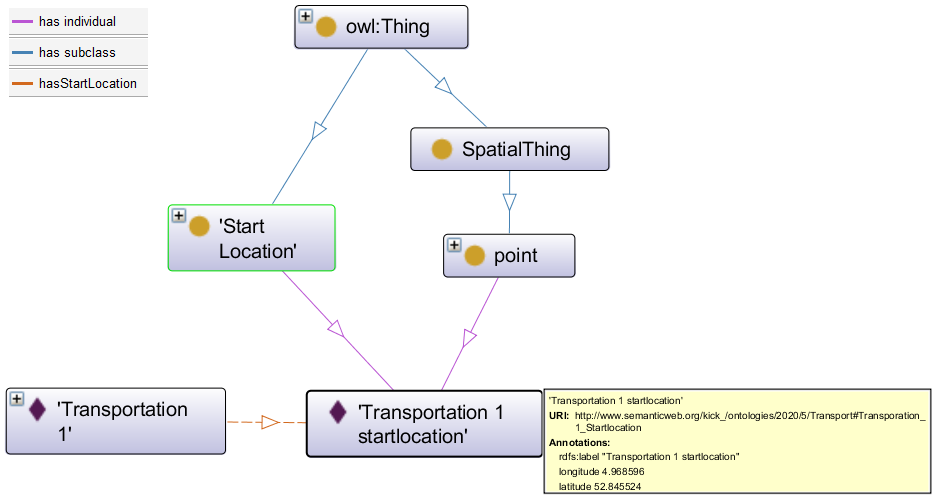 has individual
has subclass
hasStartLocation
owl:Thing
SpatialThing
'Start
Location'
point
'Transportation
1'
'Transportation 1
startlocation'
'Transportation 1 startlocation'
URI: http://www.semanticweb.org/kick_/ontologies/2020/5/Transport#Transporation_
1_Startlocation
Annotations:
rdfs:label "Transportation 1 startlocation"
longitude 4.968596
latitude 52.845524